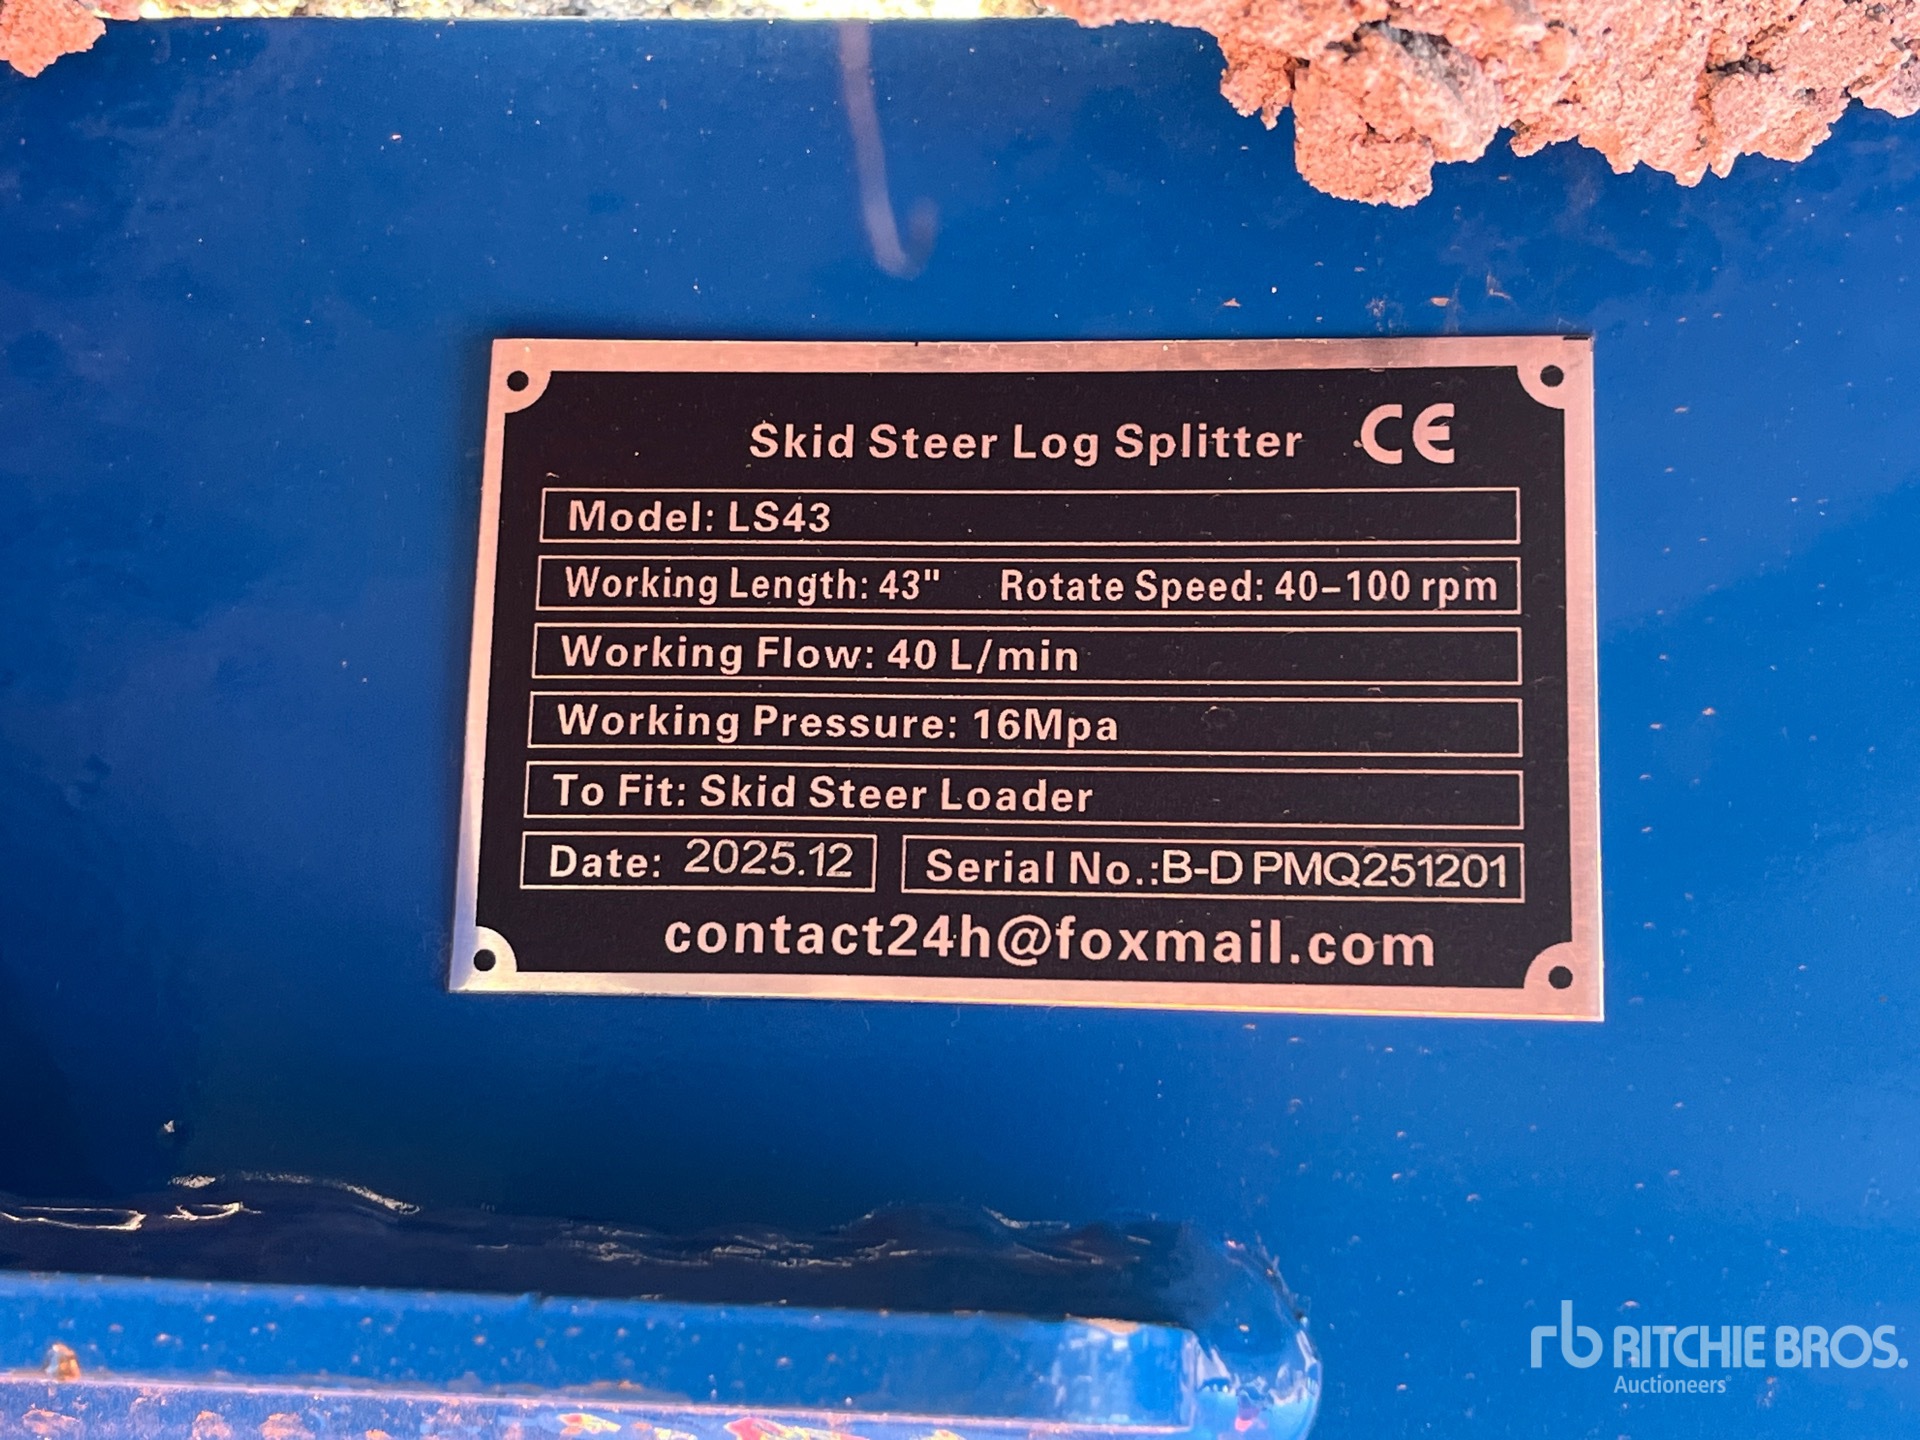 Skid Steer Log Splitter CE
Model: LS43
Working Length: 43" Rotate Speed: 40–100 rpm
Working Flow: 40 L/min
Working Pressure: 16Mpa
To Fit: Skid Steer Loader
Date: 2025.12 Serial No.:B-D PMQ251201
contact24h@foxmail.com
rb RITCHIE BROS.
Auctioneers